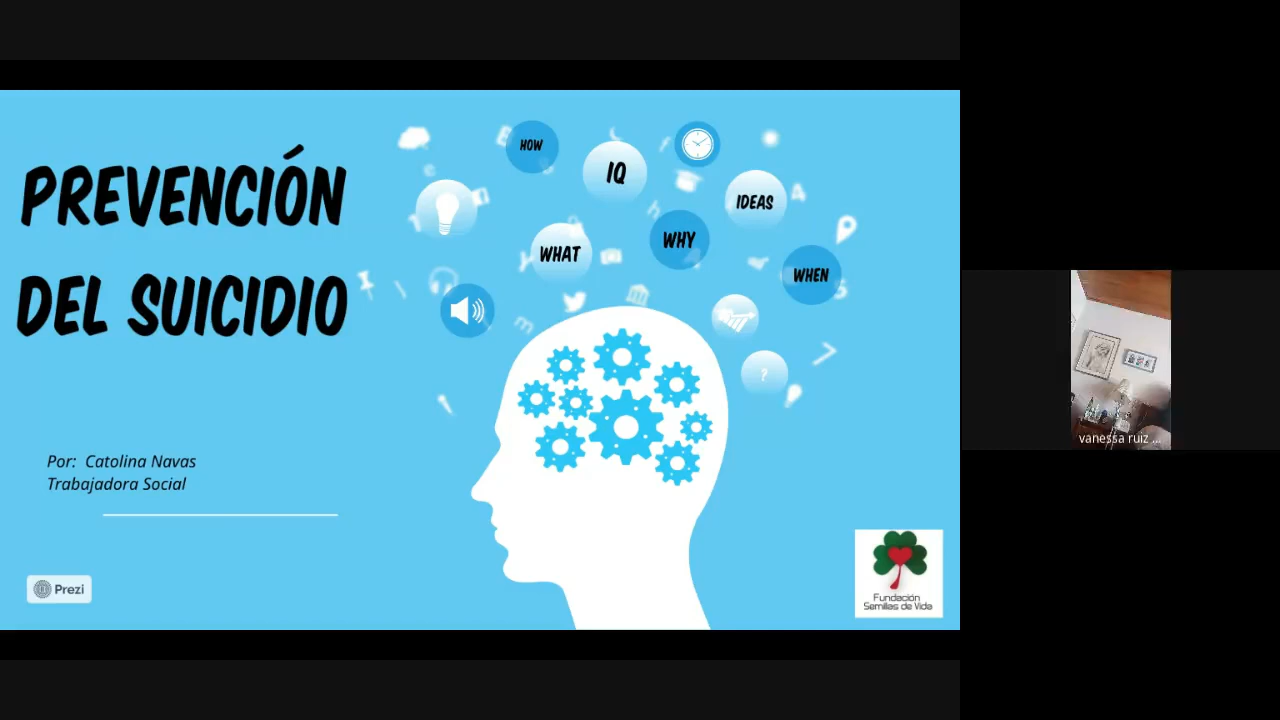 PREVENCIÓN
DEL SUICIDIO
HOW
IQ
IDEAS
WHAT
WHY
WHEN
?
Por: Catolina Navas
Trabajadora Social
Prezi
Fundación
Semillas de Vida
vanessa ruiz ...